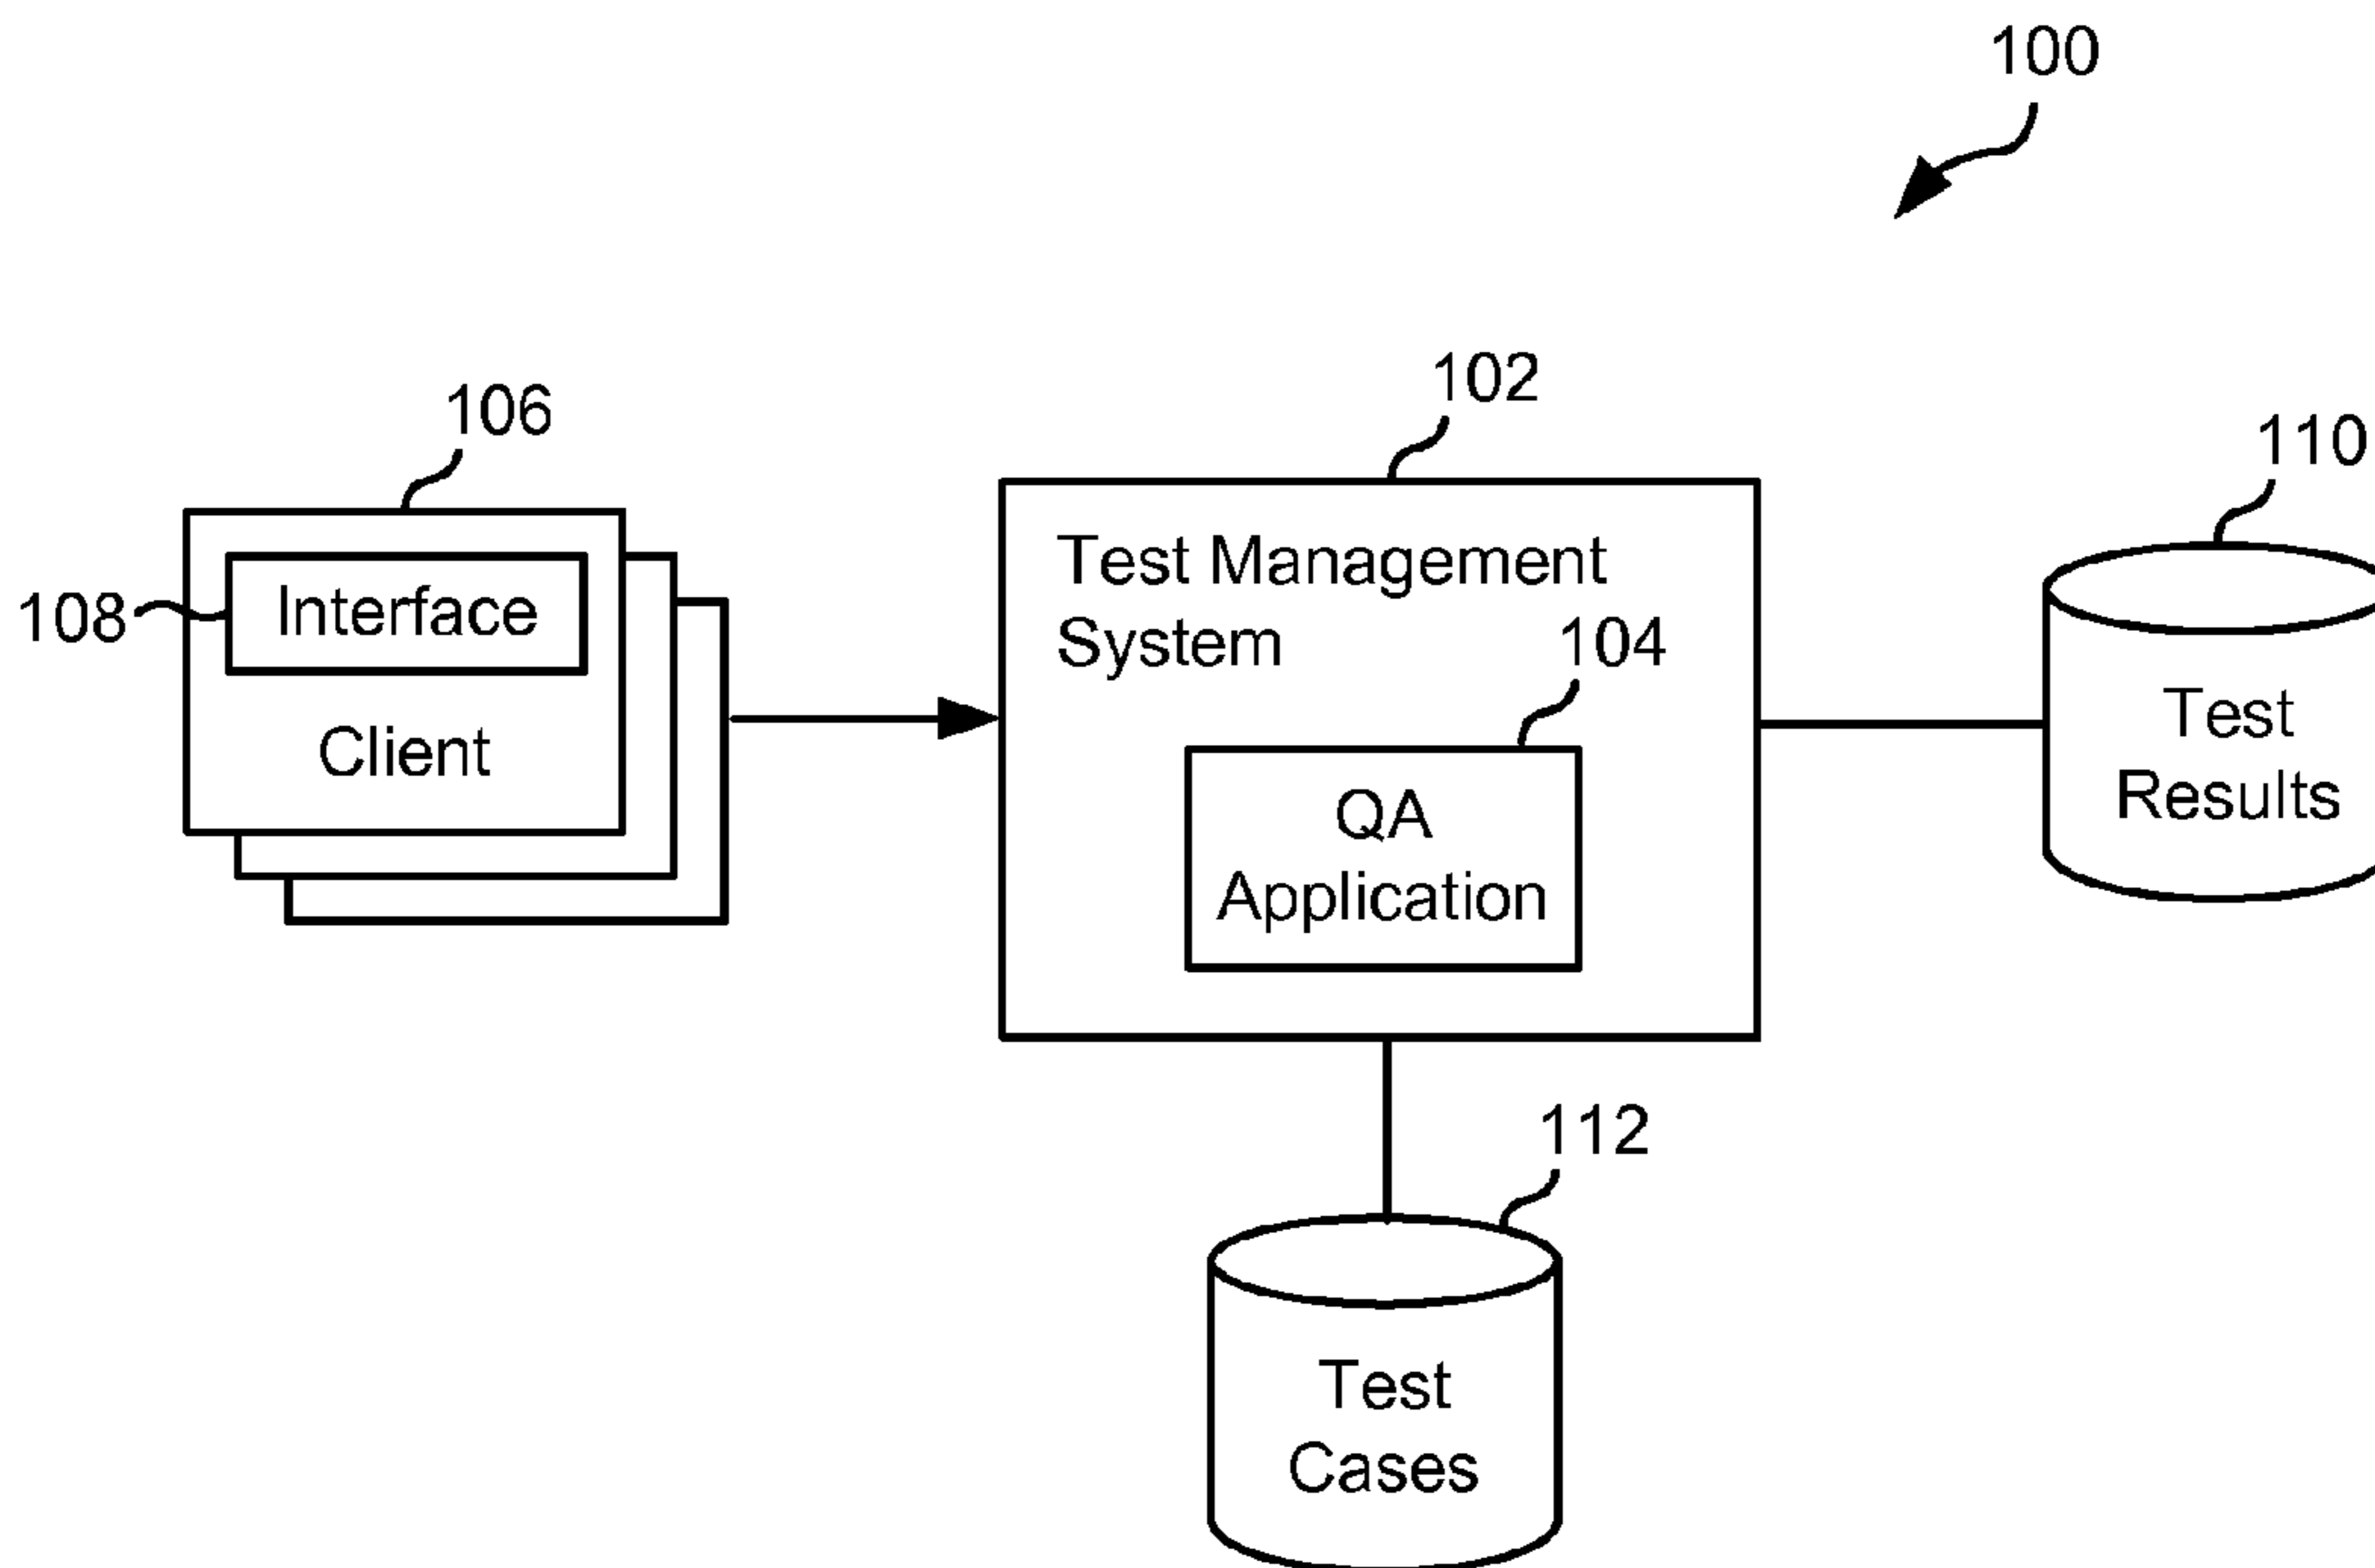 100
102
106
110
Test Management
108
Interface
System
104
Test
Client
Results
QA
Application
112
Test
Cases